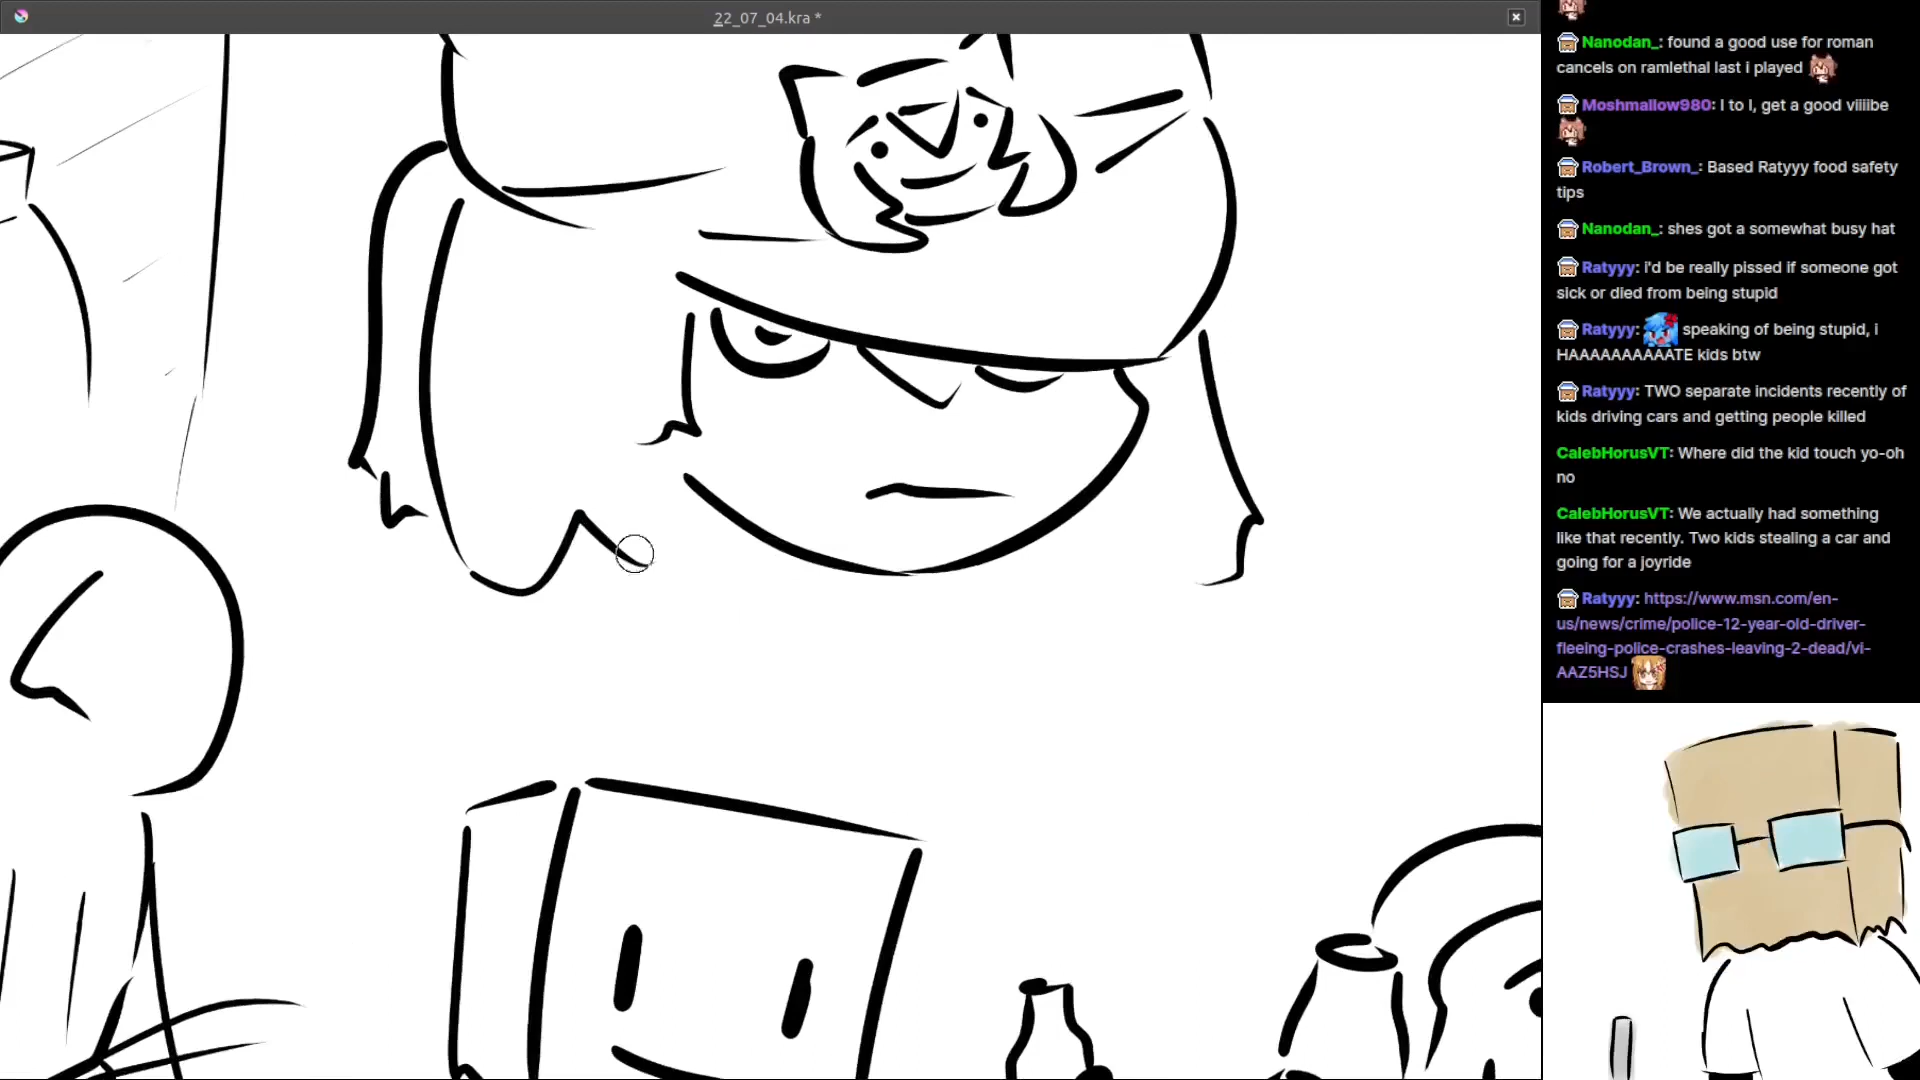 22_07_04.kra *
Nanodan_: found a good use for roman
cancels on ramlethal last i played
Moshmallow980: I to I, get a good viiiibe
Robert_Brown_: Based Ratyyy food safety
tips
Nanodan_: shes got a somewhat busy hat
Ratyyy: i'd be really pissed if someone got
sick or died from being stupid
Ratyyy: speaking of being stupid, i
HAAAAAAAAAATE kids btw
Ratyyy: TWO separate incidents recently of
kids driving cars and getting people killed
CalebHorusVT: Where did the kid touch yo-oh
no
CalebHorusVT: We actually had something
like that recently. Two kids stealing a car and
going for a joyride
Ratyyy: https://www.msn.com/en-
us/news/crime/police-12-year-old-driver-
fleeing-police-crashes-leaving-2-dead/vi-
AAZ5HSJ